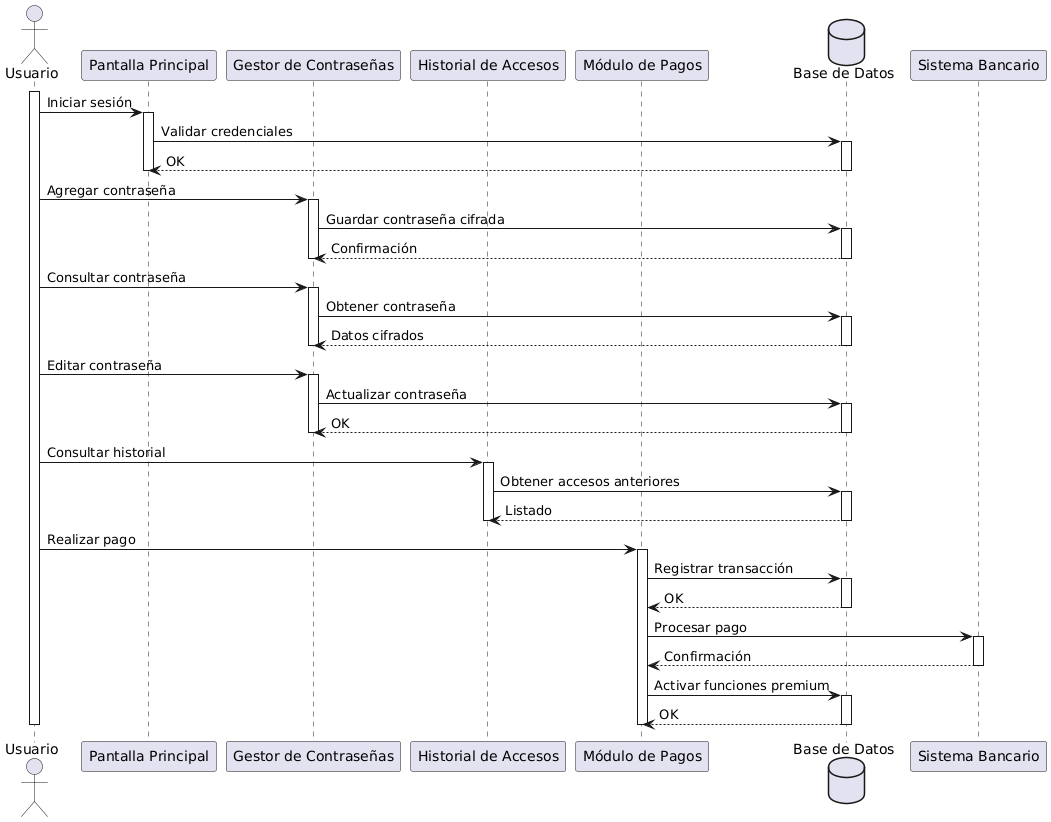 Usuario
Pantalla Principal
Gestor de Contraseñas
Historial de Accesos
Módulo de Pagos
Base de Datos
Sistema Bancario
Iniciar sesión
Validar credenciales
OK
Agregar contraseña
Guardar contraseña cifrada
Confirmación
Consultar contraseña
Obtener contraseña
Datos cifrados
Editar contraseña
Actualizar contraseña
OK
Consultar historial
Obtener accesos anteriores
Listado
Realizar pago
Registrar transacción
OK
Procesar pago
Confirmación
Activar funciones premium
OK
Usuario
Pantalla Principal
Gestor de Contraseñas
Historial de Accesos
Módulo de Pagos
Base de Datos
Sistema Bancario